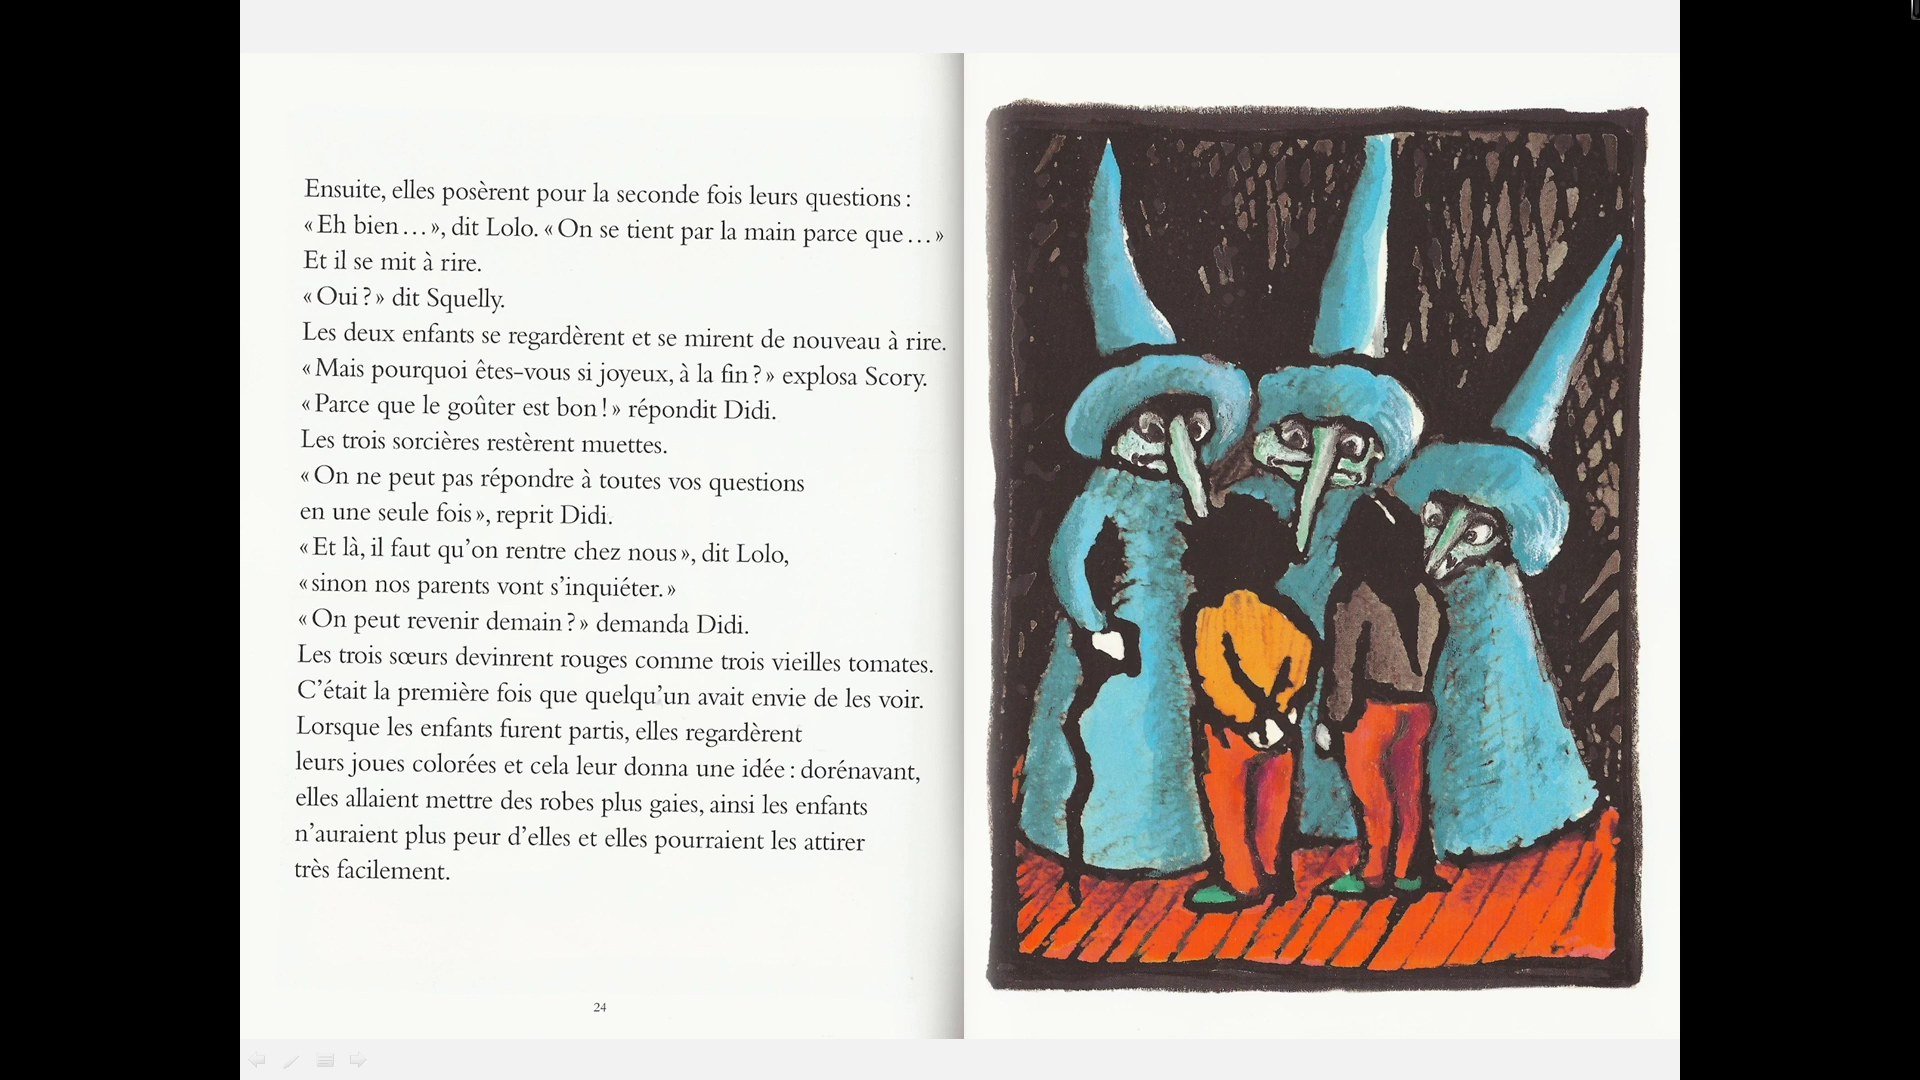 Ensuite, elles posèrent pour la seconde fois leurs questions :
« Eh bien… », dit Lolo. « On se tient par la main parce que… »
Et il se mit à rire.
« Oui ? » dit Squelly.
Les deux enfants se regardèrent et se mirent de nouveau à rire.
« Mais pourquoi êtes-vous si joyeux, à la fin ? » explosa Scory.
« Parce que le goûter est bon ! » répondit Didi.
Les trois sorcières restèrent muettes.
« On ne peut pas répondre à toutes vos questions
en une seule fois », reprit Didi.
« Et là, il faut qu’on rentre chez nous », dit Lolo,
« sinon nos parents vont s’inquiéter. »
« On peut revenir demain ? » demanda Didi.
Les trois sœurs devinrent rouges comme trois vieilles tomates.
C’était la première fois que quelqu’un avait envie de les voir.
Lorsque les enfants furent partis, elles regardèrent
leurs joues colorées et cela leur donna une idée : dorénavant,
elles allaient mettre des robes plus gaies, ainsi les enfants
n’auraient plus peur d’elles et elles pourraient les attirer
très facilement.
24